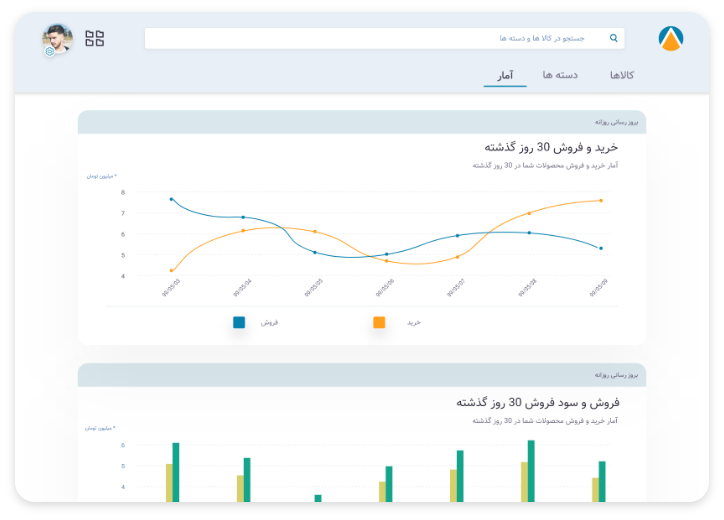 جستجو در کالا ها و دسته ها
کالاها
دسته ها
آمار
بروز رسانی روزانه
خرید و فروش 30 روز گذشته
آمار خرید و فروش محصولات شما در 30 روز گذشته
* میلیون تومان
8
7
6
5
4
99/05/03
99/05/04
99/05/05
99/05/06
99/05/07
99/05/08
99/05/09
خرید
فروش
بروز رسانی روزانه
فروش و سود فروش 30 روز گذشته
آمار خرید و فروش محصولات شما در 30 روز گذشته
* میلیون تومان
6
5
4